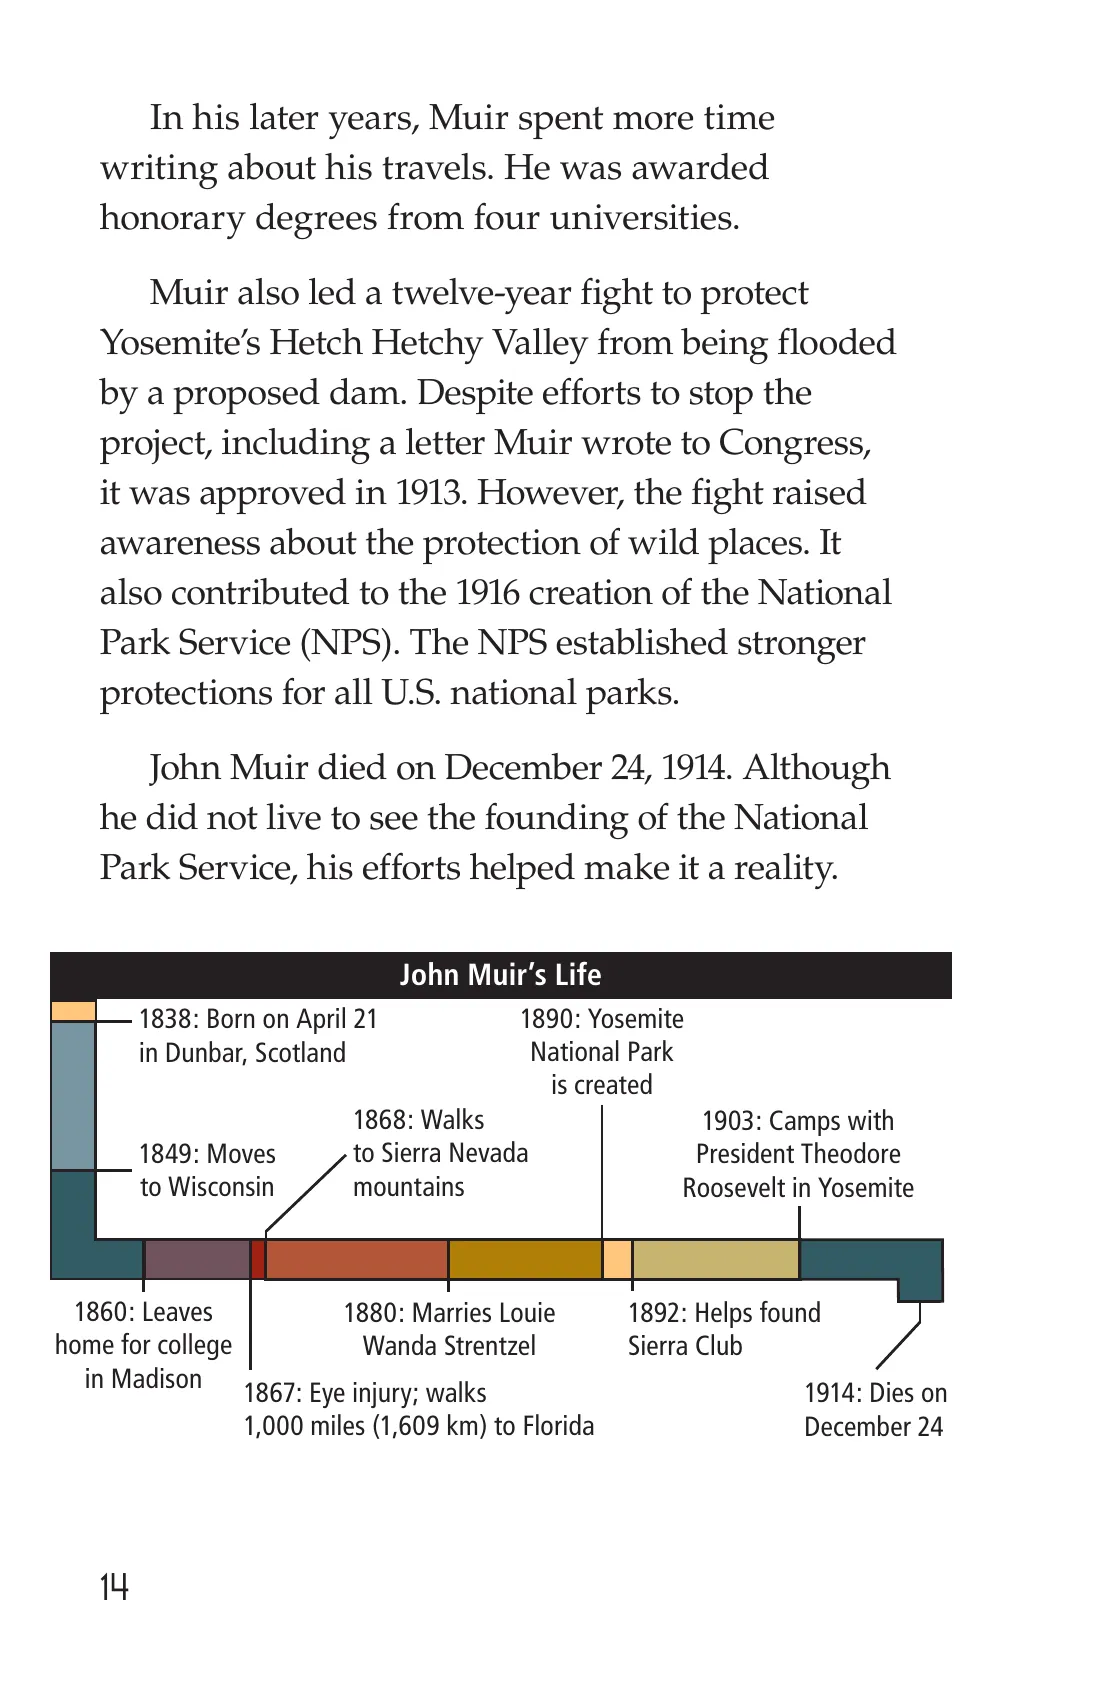 In his later years, Muir spent more time
writing about his travels. He was awarded
honorary degrees from four universities.
Muir also led a twelve-year fight to protect
Yosemite’s Hetch Hetchy Valley from being flooded
by a proposed dam. Despite efforts to stop the
project, including a letter Muir wrote to Congress,
it was approved in 1913. However, the fight raised
awareness about the protection of wild places. It
also contributed to the 1916 creation of the National
Park Service (NPS). The NPS established stronger
protections for all U.S. national parks.
John Muir died on December 24, 1914. Although
he did not live to see the founding of the National
Park Service, his efforts helped make it a reality.
John Muir’s Life
1838: Born on April 21
in Dunbar, Scotland
1849: Moves
to Wisconsin
1860: Leaves
home for college
in Madison
1867: Eye injury; walks
1,000 miles (1,609 km) to Florida
1868: Walks
to Sierra Nevada
mountains
1880: Marries Louie
Wanda Strentzel
1890: Yosemite
National Park
is created
1892: Helps found
Sierra Club
1903: Camps with
President Theodore
Roosevelt in Yosemite
1914: Dies on
December 24
14